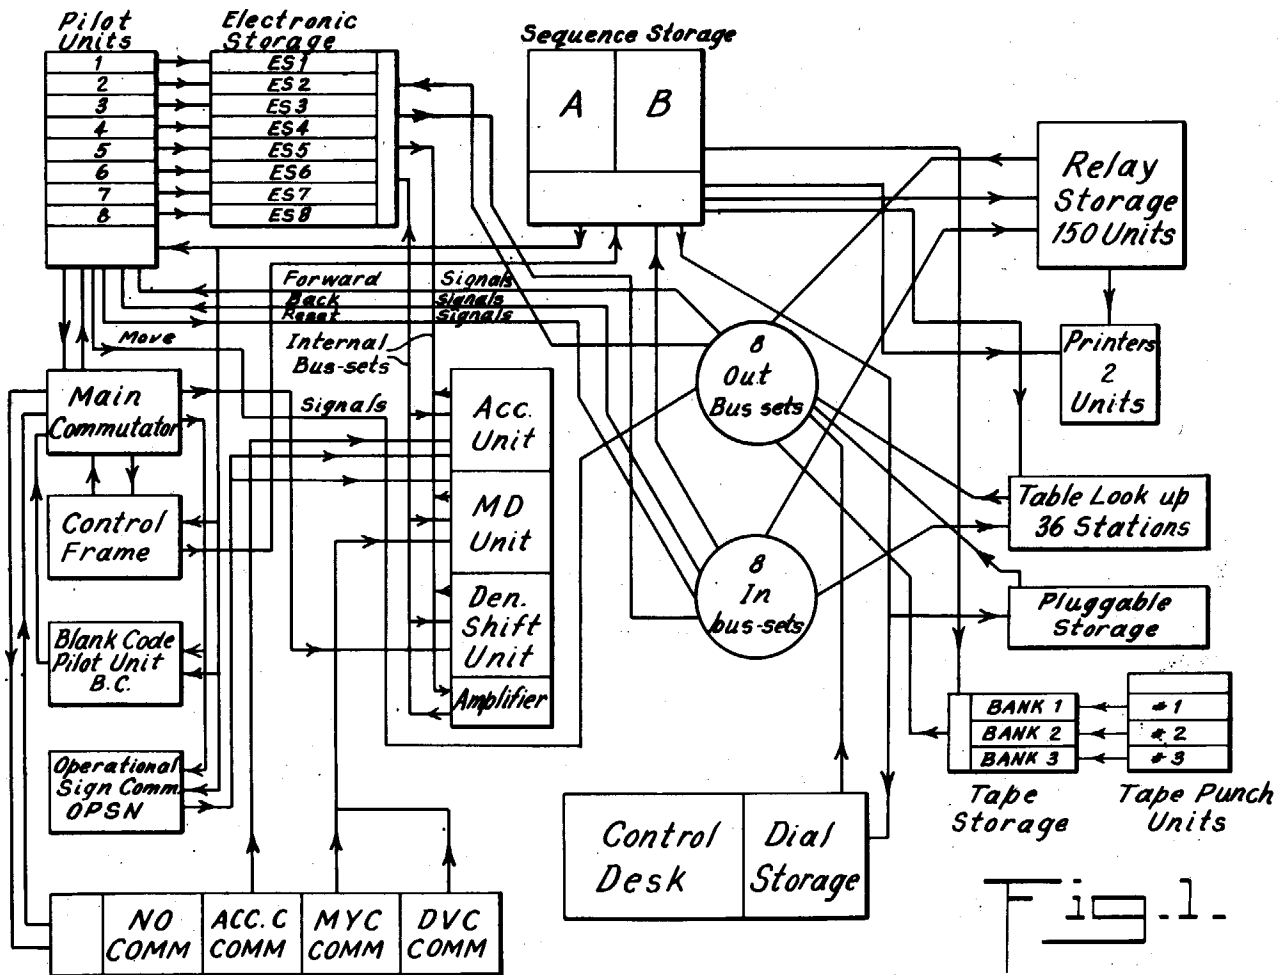 Pilot
Units
1
2
3
4
5
6
7
8
Electronic
Storage
ES1
ES2
ES3
ES4
ES5
ES6
ES7
ES8
Sequence Storage
A B
Relay
Storage
150 Units
Printers
2
Units
Forward Signals
Back Signals
Reset Signals
Move
Signals
Internal
Bus-sets
Main
Commutator
Control
Frame
Blank Code
Pilot Unit
B.C.
Operational
Sign Comm.
OPSN
Acc.
Unit
MD
Unit
Den.
Shift
Unit
Amplifier
8
Out
Bus sets
8
In
bus-sets
Table Look up
36 Stations
Pluggable
Storage
BANK 1
BANK 2
BANK 3
Tape
Storage
#1
#2
#3
Tape Punch
Units
Control
Desk
Dial
Storage
NO
COMM
ACC.C
COMM
MYC
COMM
DVC
COMM
Fig.1.